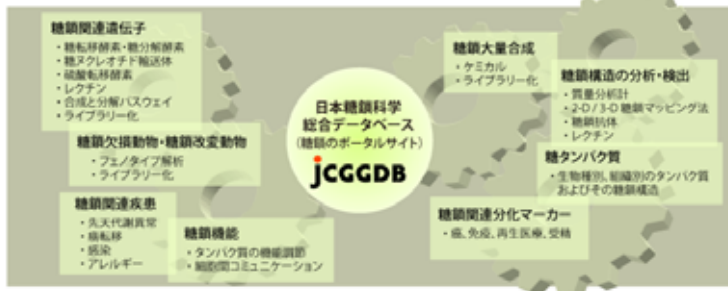 糖鎖関連遺伝子
・糖転移酵素・糖分解酵素
・糖ヌクレオチド輸送体
・硫酸転移酵素
・レクチン
・合成と分解パスウェイ
・ライブラリー化
糖鎖欠損動物・糖鎖改変動物
・フェノタイプ解析
・ライブラリー化
糖鎖関連疾患
・先天代謝異常
・癌転移
・感染
・アレルギー
糖鎖機能
・タンパク質の機能調節
・細胞間コミュニケーション
日本糖鎖科学
総合データベース
(糖鎖のポータルサイト)
jCGGDB
糖鎖大量合成
・ケミカル
・ライブラリー化
糖鎖構造の分析・検出
・質量分析計
・2-D / 3-D 糖鎖マッピング法
・糖鎖抗体
・レクチン
糖タンパク質
・生物種別、組織別のタンパク質
およびその糖鎖構造
糖鎖関連分化マーカー
・癌、免疫、再生医療、受精